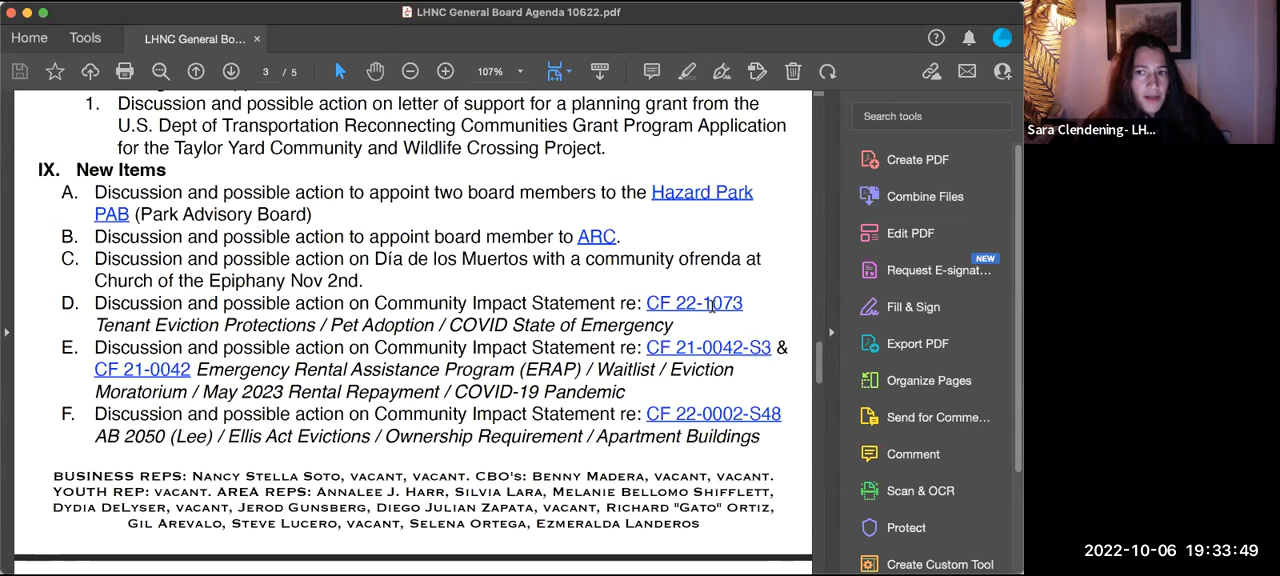 LHNC General Board Agenda 10622.pdf
Home
Tools
LHNC General Bo...
×
3 / 5
107%
1. Discussion and possible action on letter of support for a planning grant from the
U.S. Dept of Transportation Reconnecting Communities Grant Program Application
for the Taylor Yard Community and Wildlife Crossing Project.
IX. New Items
A. Discussion and possible action to appoint two board members to the Hazard Park
PAB (Park Advisory Board)
B. Discussion and possible action to appoint board member to ARC.
C. Discussion and possible action on Día de los Muertos with a community ofrenda at
Church of the Epiphany Nov 2nd.
D. Discussion and possible action on Community Impact Statement re: CF 22-1073
Tenant Eviction Protections / Pet Adoption / COVID State of Emergency
E. Discussion and possible action on Community Impact Statement re: CF 21-0042-S3 &
CF 21-0042 Emergency Rental Assistance Program (ERAP) / Waitlist / Eviction
Moratorium / May 2023 Rental Repayment / COVID-19 Pandemic
F. Discussion and possible action on Community Impact Statement re: CF 22-0002-S48
AB 2050 (Lee) / Ellis Act Evictions / Ownership Requirement / Apartment Buildings
BUSINESS REPS: NANCY STELLA SOTO, VACANT, VACANT. CBO'S: BENNY MADERA, VACANT, VACANT.
YOUTH REP: VACANT. AREA REPS: ANNALEE J. HARR, SILVIA LARA, MELANIE BELLOMO SHIFFLETT,
DYDIA DELYSER, VACANT, JEROD GUNSBERG, DIEGO JULIAN ZAPATA, VACANT, RICHARD "GATO" ORTIZ,
GIL AREVALO, STEVE LUCERO, VACANT, SELENA ORTEGA, EZMERALDA LANDEROS
Search tools
Create PDF
Combine Files
Edit PDF
NEW
Request E-signat...
Fill & Sign
Export PDF
Organize Pages
Send for Comme...
Comment
Scan & OCR
Protect
Create Custom Tool
Sara Clendening- LH...
2022-10-06 19:33:49